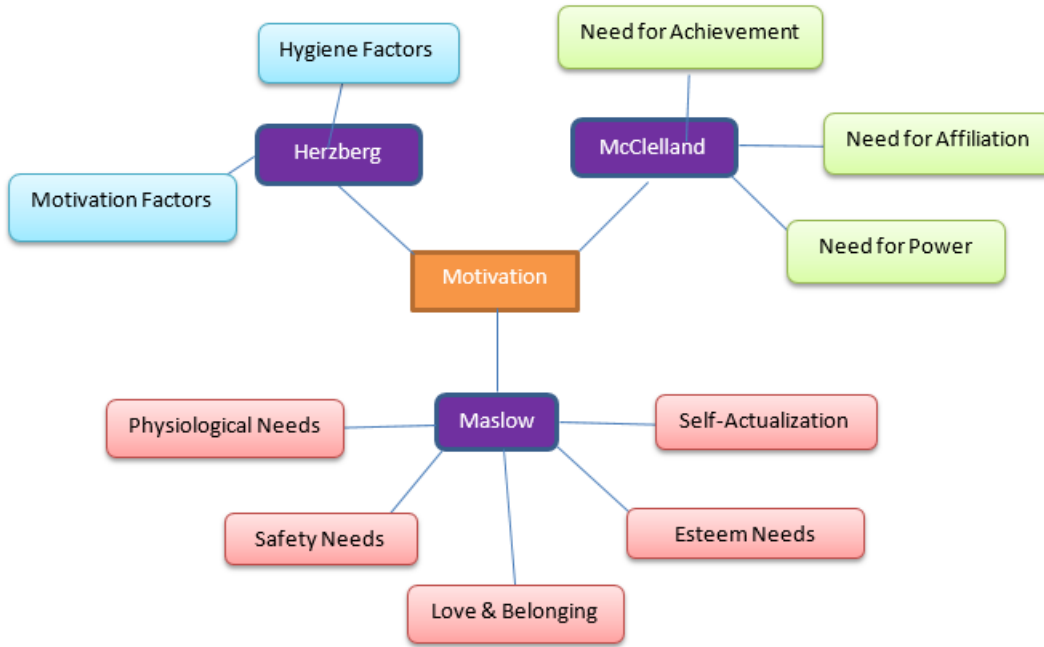 Need for Achievement
Hygiene Factors
Herzberg
McClelland
Need for Affiliation
Motivation Factors
Need for Power
Motivation
Physiological Needs
Maslow
Self-Actualization
Safety Needs
Esteem Needs
Love & Belonging